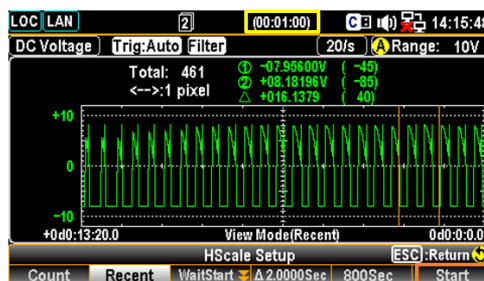 LOC LAN 2 (00:01:00) C 14:15:48
DC Voltage Trig:Auto Filter 20/s A Range: 10V
Total: 461
<-->:1 pixel
① -07.95600V ( -45)
② +08.18196V ( -85)
△ +016.1379 ( 40)
+10
0
-10
+0d0:13:20.0 View Mode(Recent) 0d0:0:0.0
HScale Setup ESC:Return
Count Recent WaitStart Δ 2.0000Sec 800Sec Start